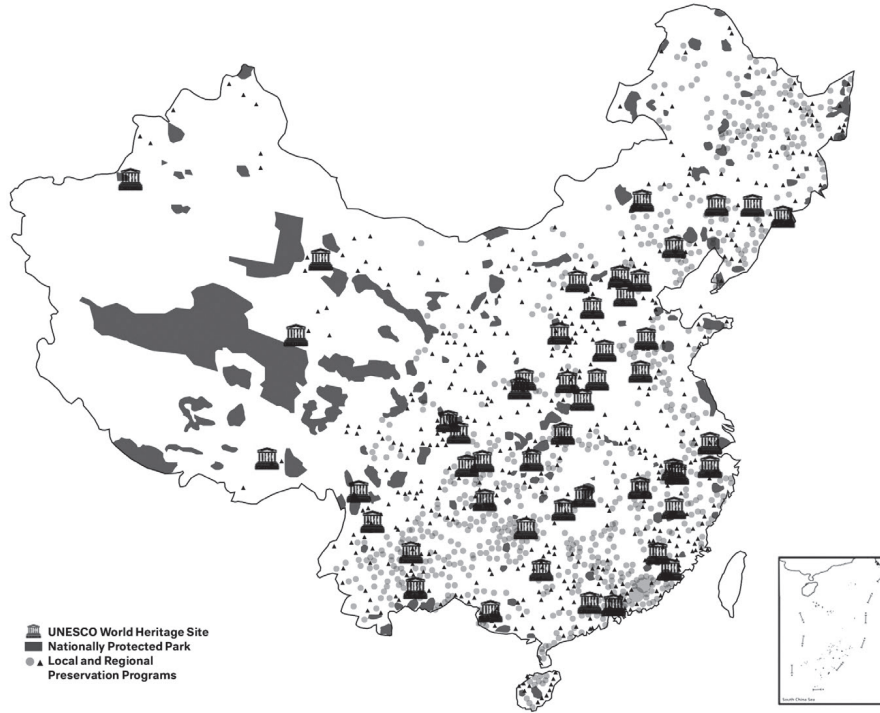 UNESCO World Heritage Site
Nationally Protected Park
Local and Regional
Preservation Programs
South China Sea